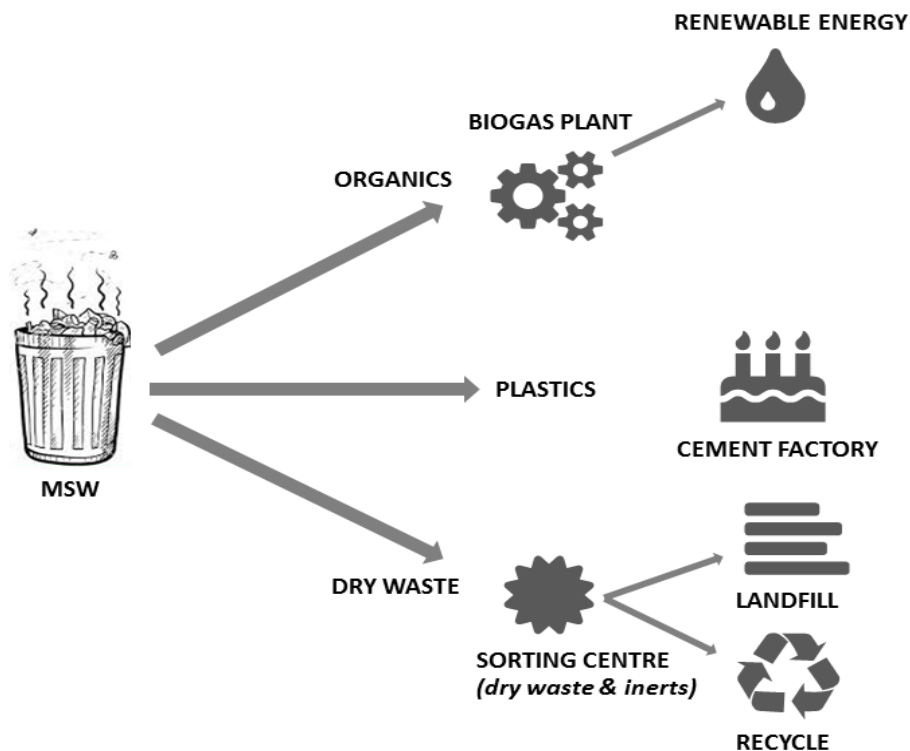 RENEWABLE ENERGY
BIOGAS PLANT
ORGANICS
PLASTICS
CEMENT FACTORY
MSW
DRY WASTE
LANDFILL
SORTING CENTRE
(dry waste & inerts)
RECYCLE